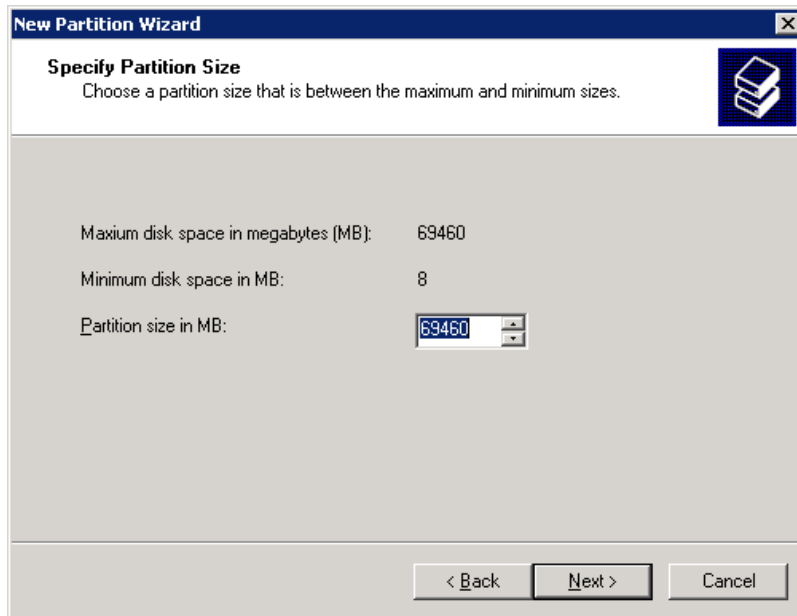 New Partition Wizard
Specify Partition Size
Choose a partition size that is between the maximum and minimum sizes.
Maxium disk space in megabytes (MB): 69460
Minimum disk space in MB: 8
Partition size in MB: 69460
< Back Next > Cancel